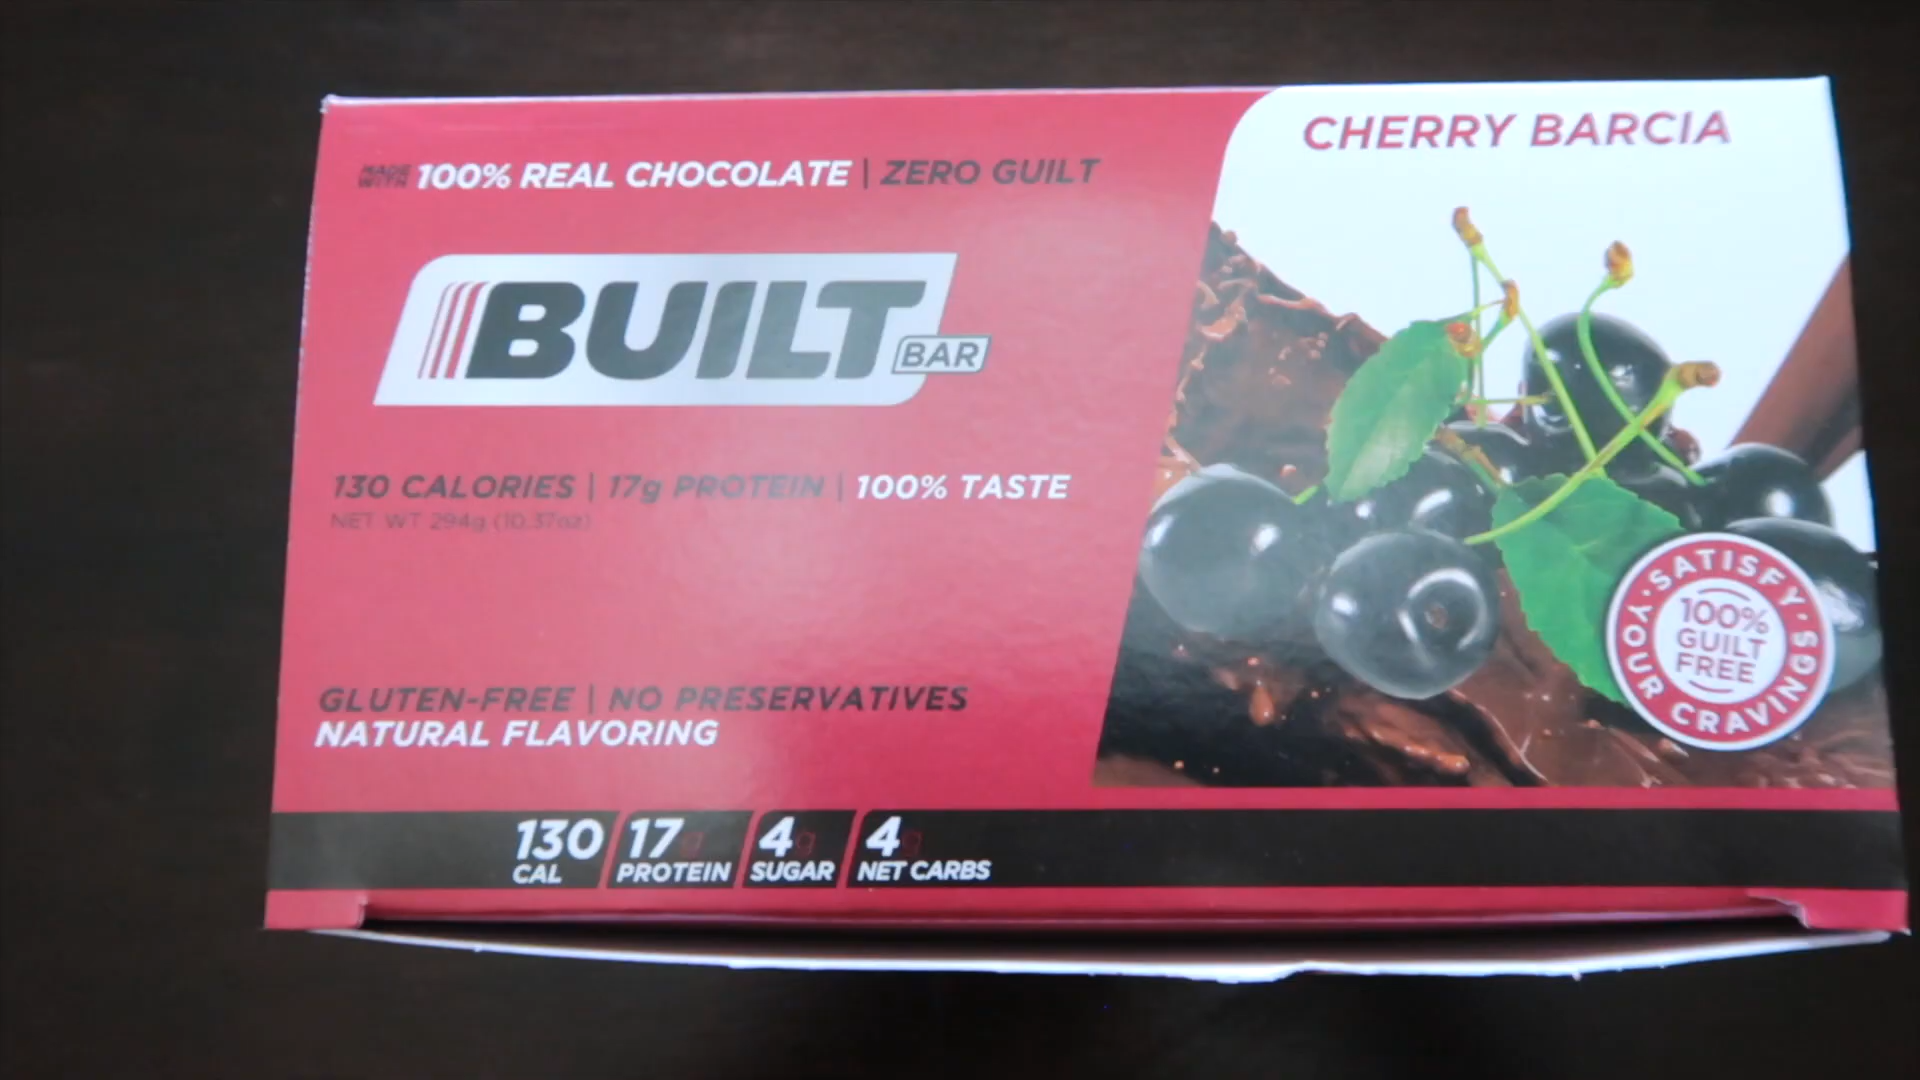 MADE WITH 100% REAL CHOCOLATE | ZERO GUILT
CHERRY BARCIA
BUILT BAR
130 CALORIES | 17g PROTEIN | 100% TASTE
NET WT 294g (10.37oz)
SATISFY · YOUR CRAVINGS ·
100%
GUILT
FREE
GLUTEN-FREE | NO PRESERVATIVES
NATURAL FLAVORING
130 17g 4g 4g
CAL PROTEIN SUGAR NET CARBS